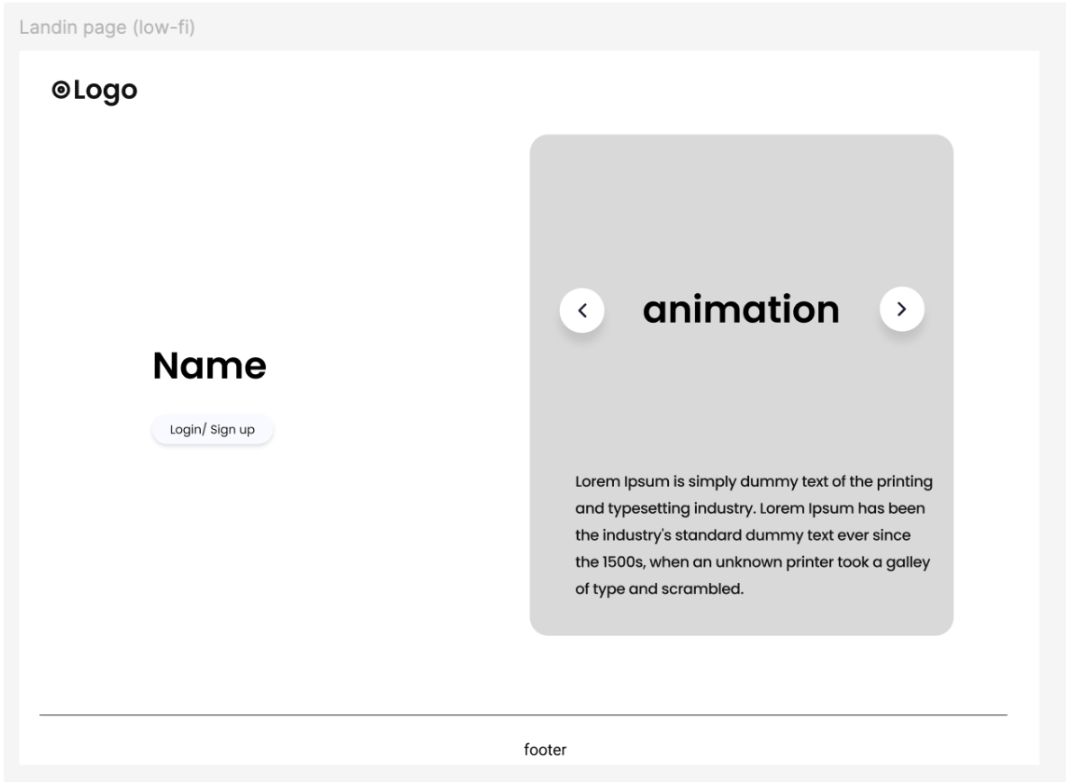 Landin page (low-fi)
Logo
animation
Name
Login/ Sign up
Lorem Ipsum is simply dummy text of the printing
and typesetting industry. Lorem Ipsum has been
the industry's standard dummy text ever since
the 1500s, when an unknown printer took a galley
of type and scrambled.
footer